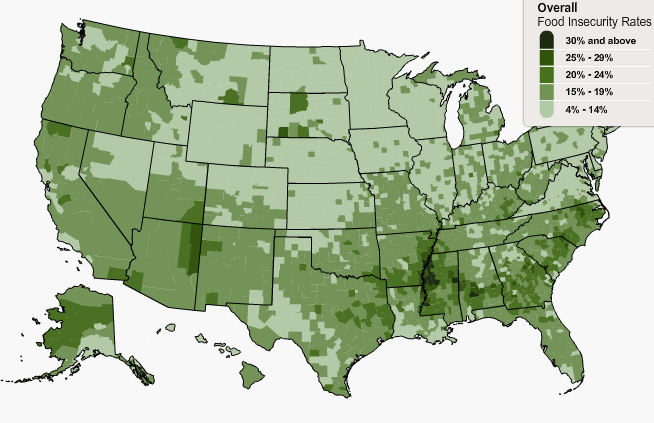 Overall
Food Insecurity Rates
30% and above
25% - 29%
20% - 24%
15% - 19%
4% - 14%